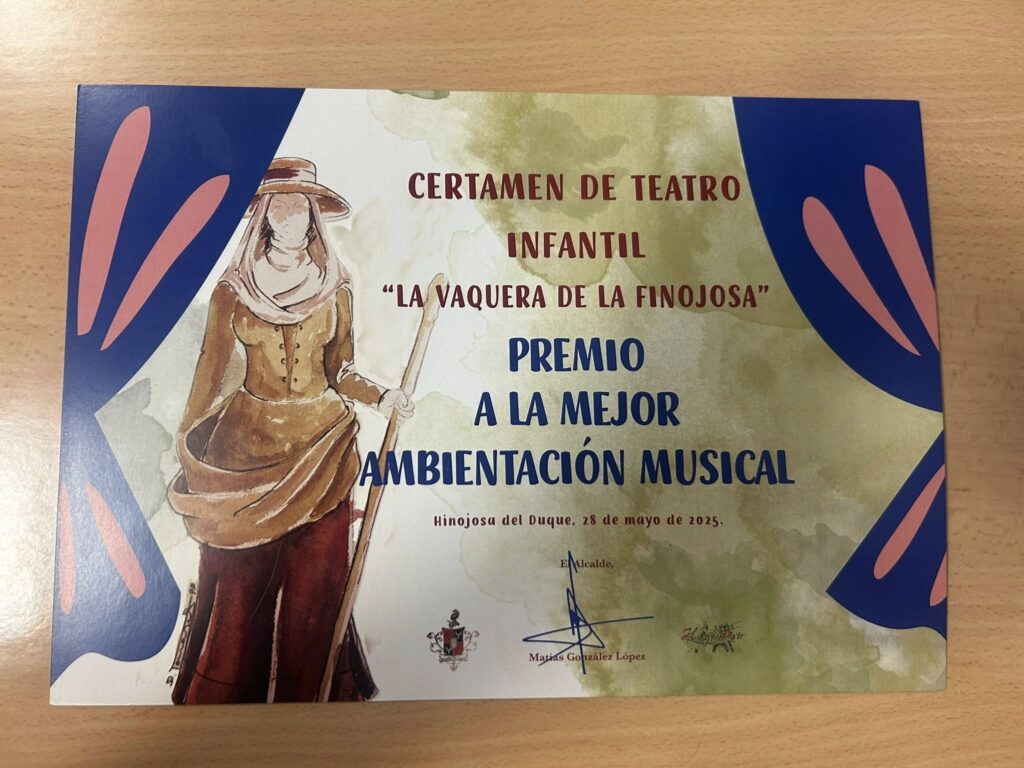 CERTAMEN DE TEATRO
INFANTIL
“LA VAQUERA DE LA FINOJOSA”
PREMIO
A LA MEJOR
AMBIENTACIÓN MUSICAL
Hinojosa del Duque, 28 de mayo de 2025.
El Alcalde,
Matías González López